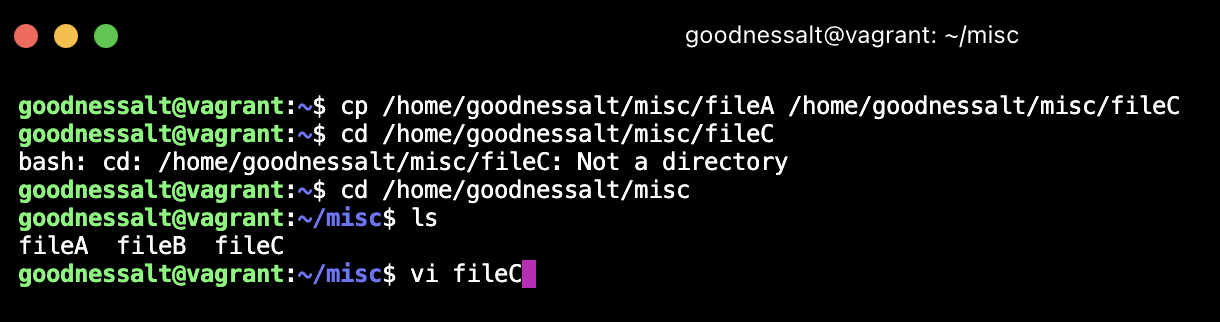 goodnessalt@vagrant: ~/misc
goodnessalt@vagrant:~$ cp /home/goodnessalt/misc/fileA /home/goodnessalt/misc/fileC
goodnessalt@vagrant:~$ cd /home/goodnessalt/misc/fileC
bash: cd: /home/goodnessalt/misc/fileC: Not a directory
goodnessalt@vagrant:~$ cd /home/goodnessalt/misc
goodnessalt@vagrant:~/misc$ ls
fileA  fileB  fileC
goodnessalt@vagrant:~/misc$ vi fileC